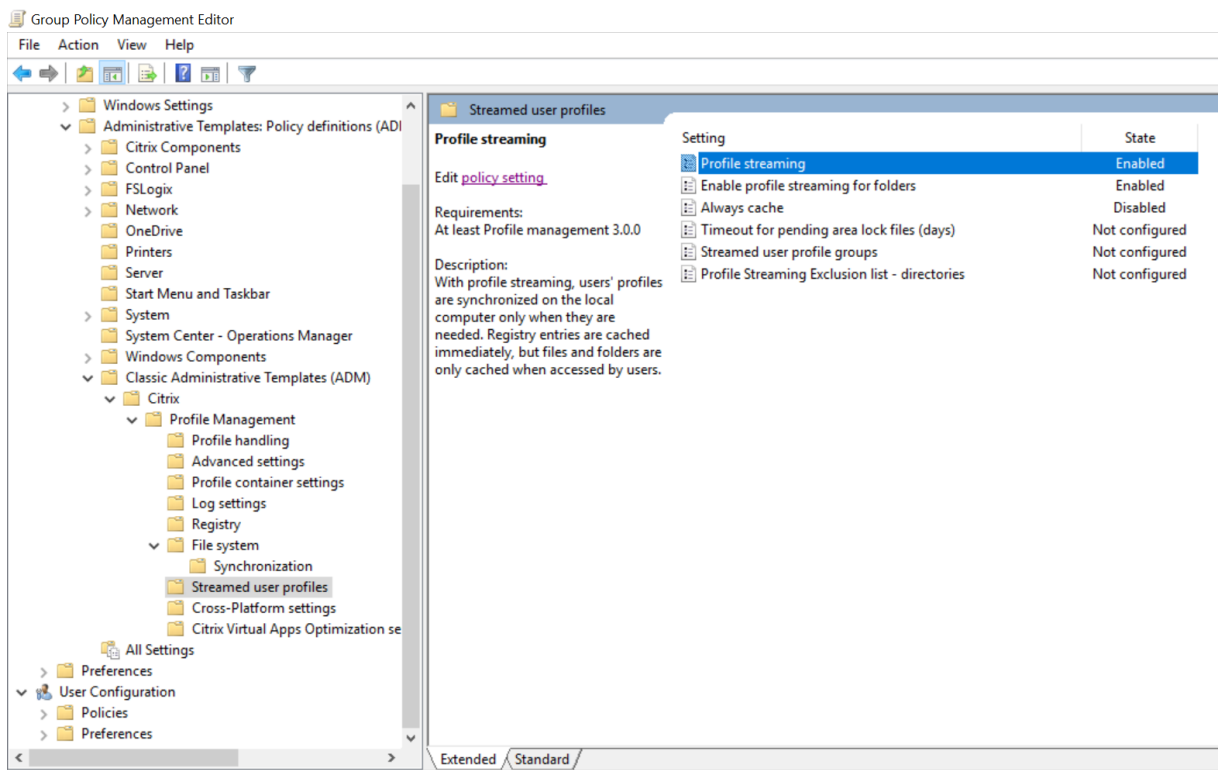 Group Policy Management Editor
File Action View Help
Windows Settings
Administrative Templates: Policy definitions (ADI
Citrix Components
Control Panel
FSLogix
Network
OneDrive
Printers
Server
Start Menu and Taskbar
System
System Center - Operations Manager
Windows Components
Classic Administrative Templates (ADM)
Citrix
Profile Management
Profile handling
Advanced settings
Profile container settings
Log settings
Registry
File system
Synchronization
Streamed user profiles
Cross-Platform settings
Citrix Virtual Apps Optimization se
All Settings
Preferences
User Configuration
Policies
Preferences
Streamed user profiles
Profile streaming
Edit policy setting
Requirements:
At least Profile management 3.0.0
Description:
With profile streaming, users' profiles
are synchronized on the local
computer only when they are
needed. Registry entries are cached
immediately, but files and folders are
only cached when accessed by users.
Setting State
Profile streaming Enabled
Enable profile streaming for folders Enabled
Always cache Disabled
Timeout for pending area lock files (days) Not configured
Streamed user profile groups Not configured
Profile Streaming Exclusion list - directories Not configured
Extended Standard